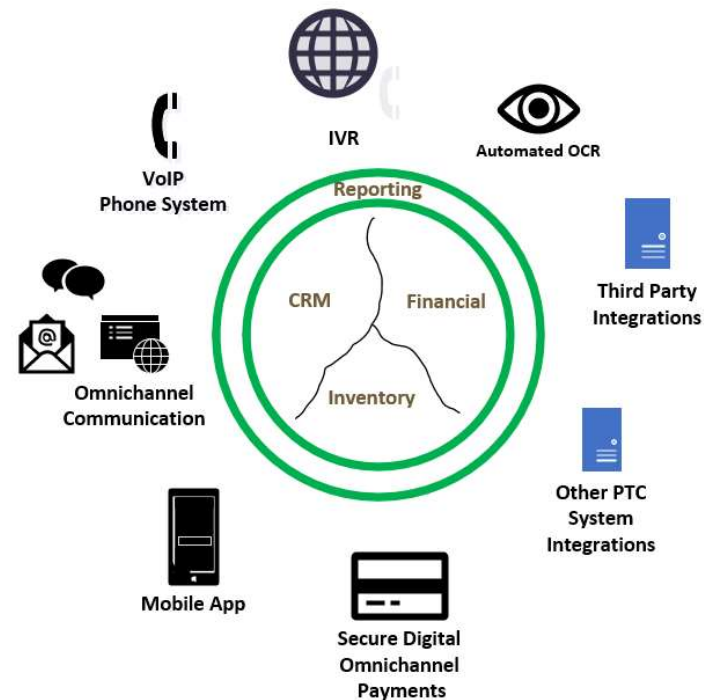 IVR
Automated OCR
VoIP
Phone System
Reporting
CRM
Financial
Inventory
Third Party
Integrations
@
Omnichannel
Communication
Other PTC
System
Integrations
Mobile App
Secure Digital
Omnichannel
Payments